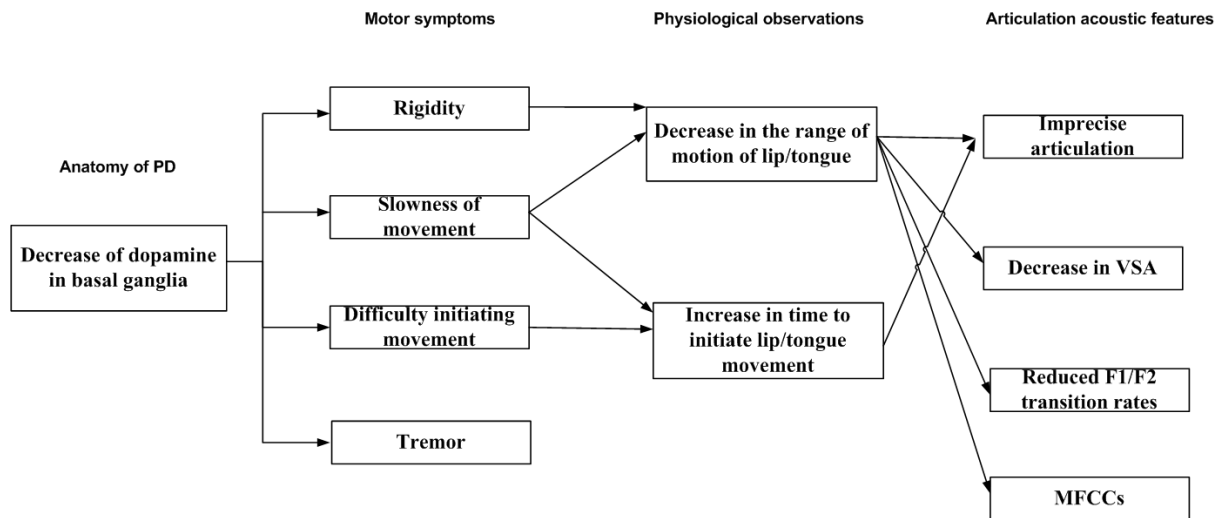 Motor symptoms
Physiological observations
Articulation acoustic features
Rigidity
Decrease in the range of
motion of lip/tongue
Imprecise
articulation
Anatomy of PD
Slowness of
movement
Decrease of dopamine
in basal ganglia
Decrease in VSA
Difficulty initiating
movement
Increase in time to
initiate lip/tongue
movement
Reduced F1/F2
transition rates
Tremor
MFCCs